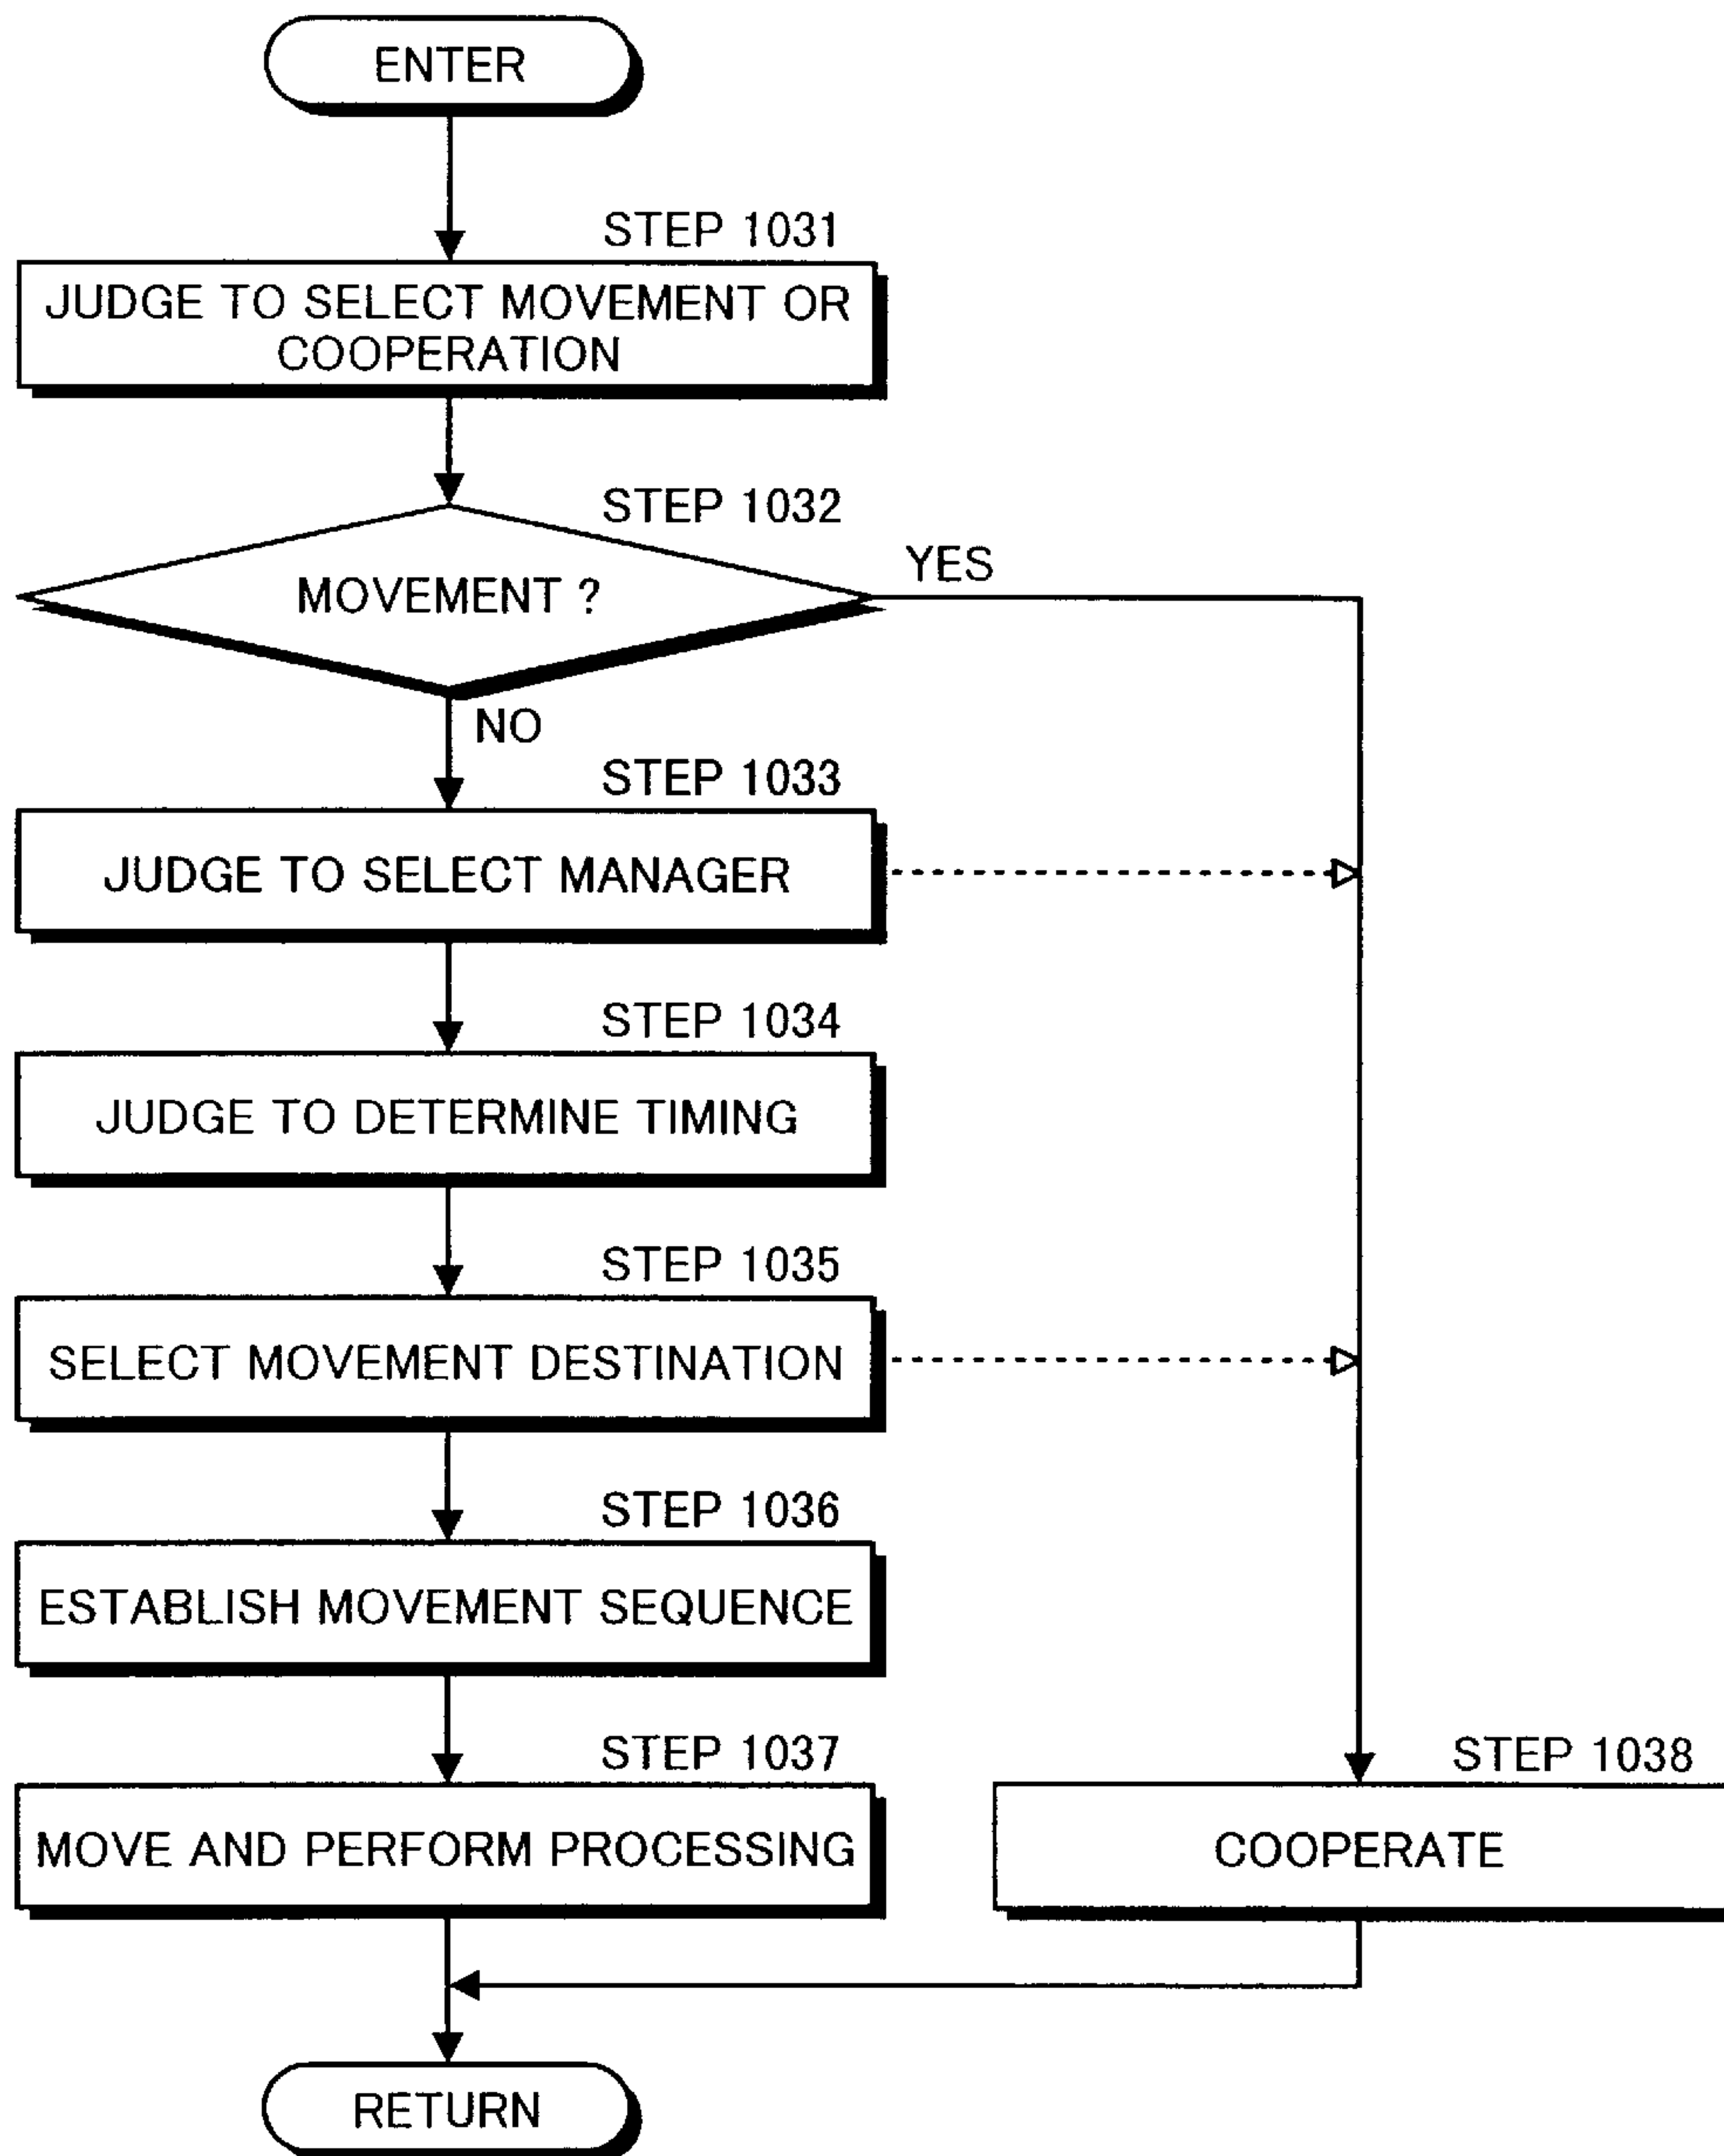 ENTER
STEP 1031
JUDGE TO SELECT MOVEMENT OR
COOPERATION
STEP 1032
MOVEMENT ?
YES
NO
STEP 1033
JUDGE TO SELECT MANAGER
STEP 1034
JUDGE TO DETERMINE TIMING
STEP 1035
SELECT MOVEMENT DESTINATION
STEP 1036
ESTABLISH MOVEMENT SEQUENCE
STEP 1037
MOVE AND PERFORM PROCESSING
STEP 1038
COOPERATE
RETURN